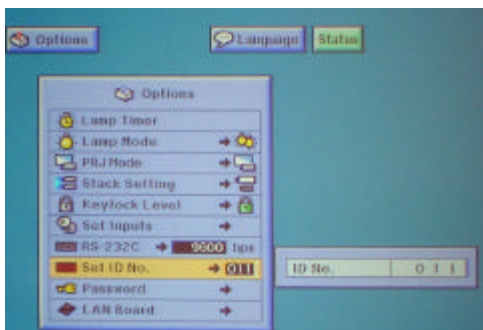 Options
Language
Status
Options
Lamp Timer
Lamp Mode
PRJ Mode
Stack Setting
Keylock Level
Set Inputs
RS-232C 9600 bps
Set ID No. 011
ID No. 0 1 1
Password
LAN Board